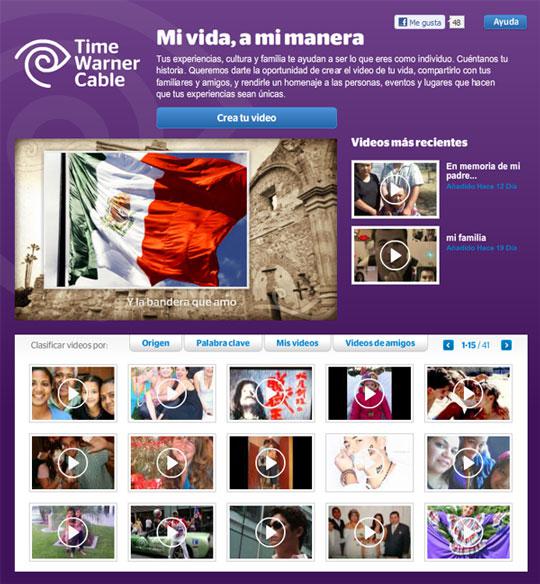 Me gusta 48
Ayuda
Time
Warner
Cable
Mi vida, a mi manera
Tus experiencias, cultura y familia te ayudan a ser lo que eres como individuo. Cuéntanos tu
historia. Queremos darte la oportunidad de crear el video de tu vida, compartirlo con tus
familiares y amigos, y rendirle un homenaje a las personas, eventos y lugares que hacen
que tus experiencias sean únicas.
Crea tu video
Y la bandera que amo
Videos más recientes
En memoria de mi
padre...
Añadido Hace 12 Día
mi familia
Añadido Hace 19 Día
Clasificar videos por:
Origen
Palabra clave
Mis videos
Videos de amigos
1-15 / 41